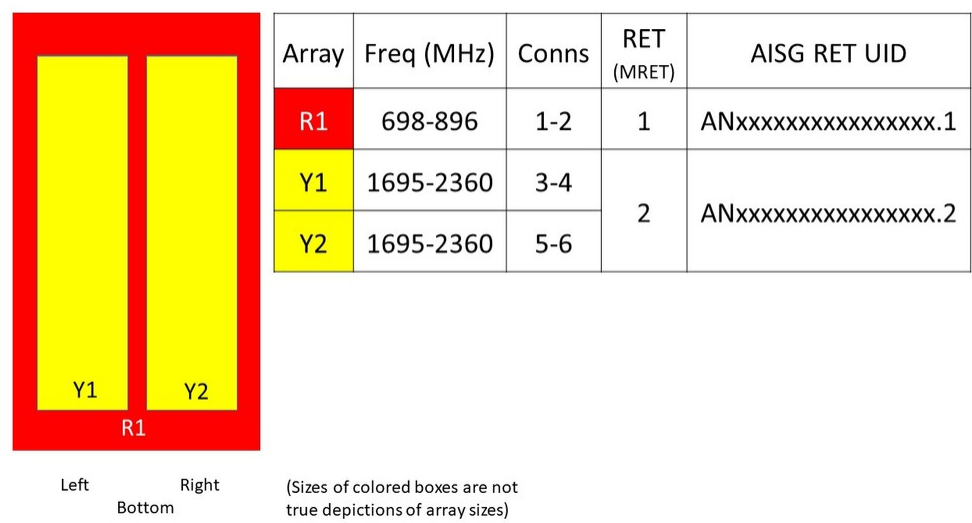 Array Freq (MHz) Conns RET (MRET) AISG RET UID
R1 698-896 1-2 1 ANxxxxxxxxxxxxxxxx.1
Y1 1695-2360 3-4 2 ANxxxxxxxxxxxxxxxx.2
Y2 1695-2360 5-6
Y1 Y2
R1
Left Right
Bottom
(Sizes of colored boxes are not
true depictions of array sizes)